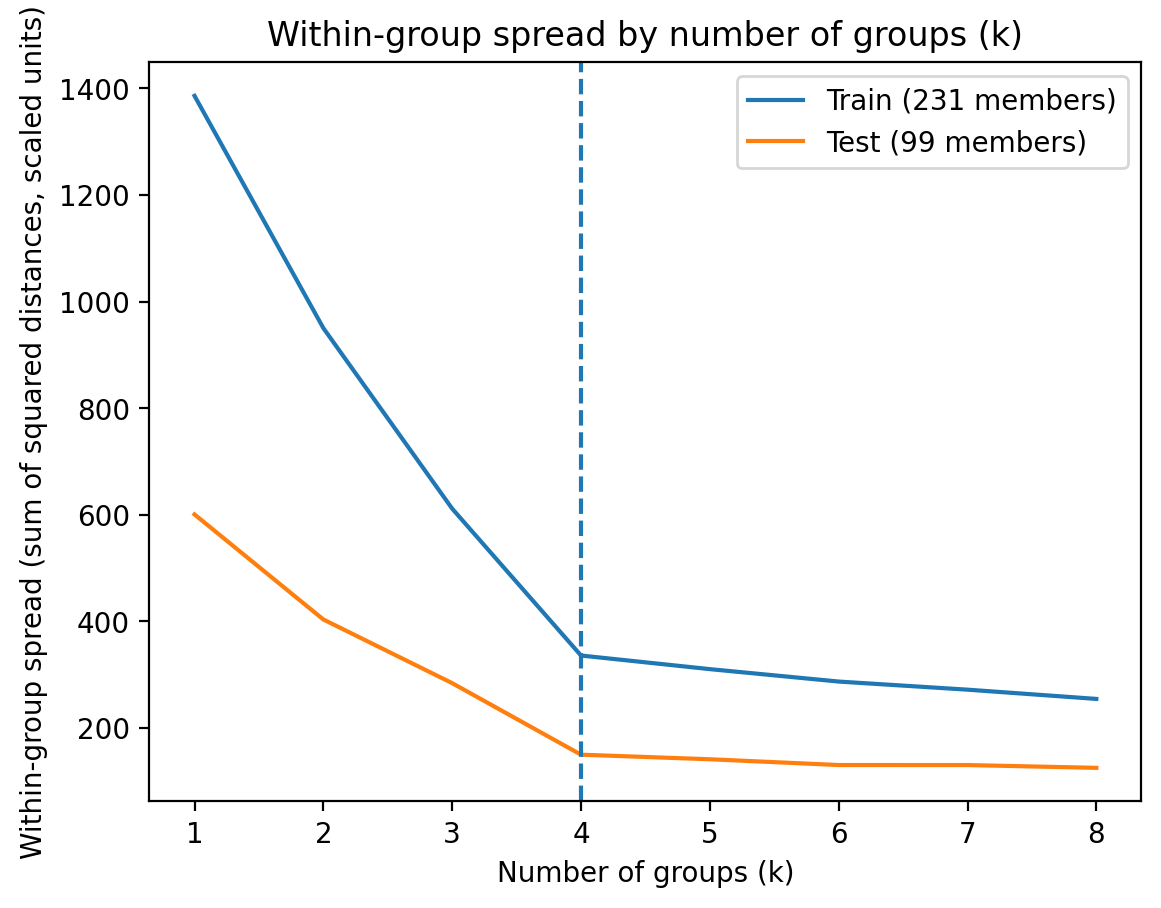 Within-group spread by number of groups (k)
Within-group spread (sum of squared distances, scaled units)
1400
1200
1000
800
600
400
200
Train (231 members)
Test (99 members)
1 2 3 4 5 6 7 8
Number of groups (k)